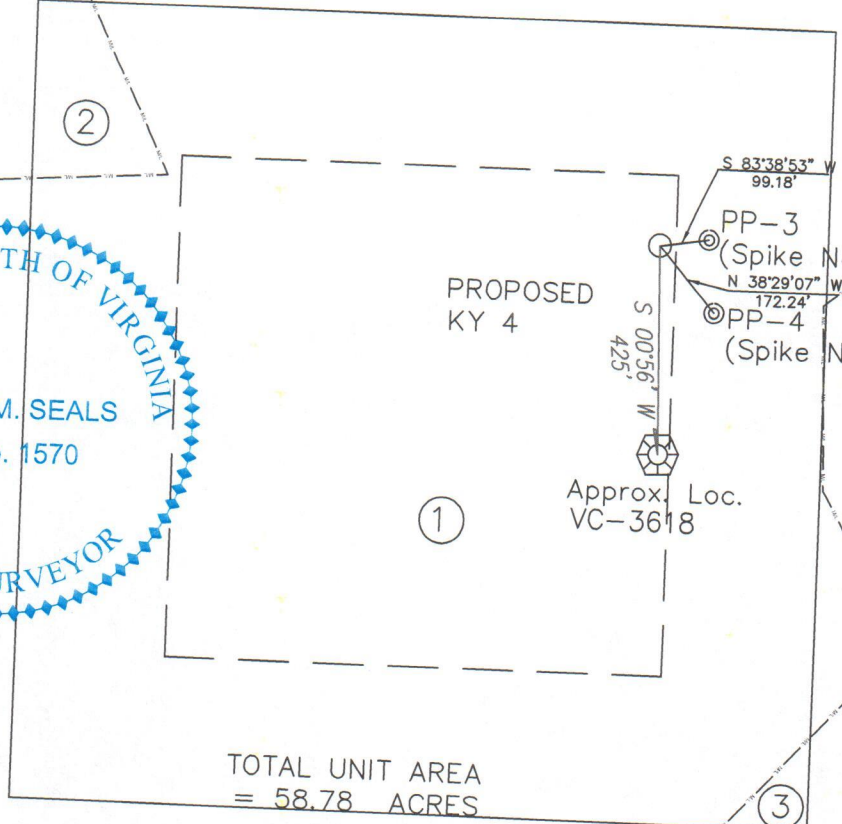 2
S 83°38'53" W
99.18'
PP-3
(Spike
N 38°29'07" W
172.24'
PP-4
(Spike
PROPOSED
KY 4
S 00°56' W
425'
OF VIRGINIA
M. SEALS
1570
1
Approx. Loc.
VC-3618
TOTAL UNIT AREA
= 58.78 ACRES
3